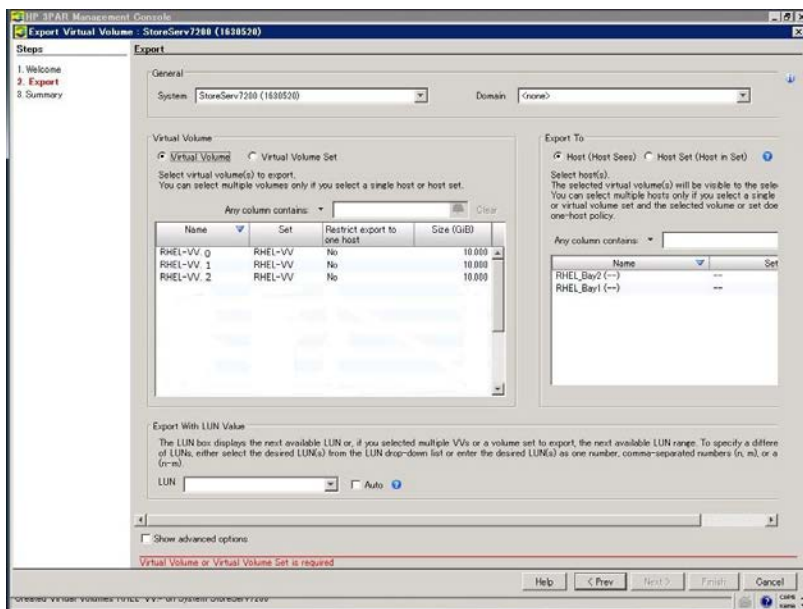 HP 3PAR Management Console
Export Virtual Volume : StoreServ7200 (1630520)
Steps
1. Welcome
2. Export
3. Summary
Export
General
System StoreServ7200 (1630520) Domain <none>
Virtual Volume
Virtual Volume Virtual Volume Set
Select virtual volume(s) to export.
You can select multiple volumes only if you select a single host or host set.
Any column contains: Clear
Name Set Restrict export to one host Size (GiB)
RHEL-VV. 0 RHEL-VV No 10.000
RHEL-VV. 1 RHEL-VV No 10.000
RHEL-VV. 2 RHEL-VV No 10.000
Export To
Host (Host Sees) Host Set (Host in Set)
Select host(s).
The selected virtual volume(s) will be visible to the sele
You can select multiple hosts only if you select a single
or virtual volume set and the selected volume or set doe
one-host policy.
Any column contains:
Name Set
RHEL_Bay2 (--) --
RHEL_Bay1 (--) --
Export With LUN Value
The LUN box displays the next available LUN or, if you selected multiple VVs or a volume set to export, the next available LUN range. To specify a differe
of LUNs, either select the desired LUN(s) from the LUN drop-down list or enter the desired LUN(s) as one number, comma-separated numbers (n, m), or a
(n-m).
LUN Auto
Show advanced options
Virtual Volume or Virtual Volume Set is required
Help < Prev Next > Finish Cancel
Created Virtual Volumes RHEL-VV.* on System StoreServ7200
CAPS